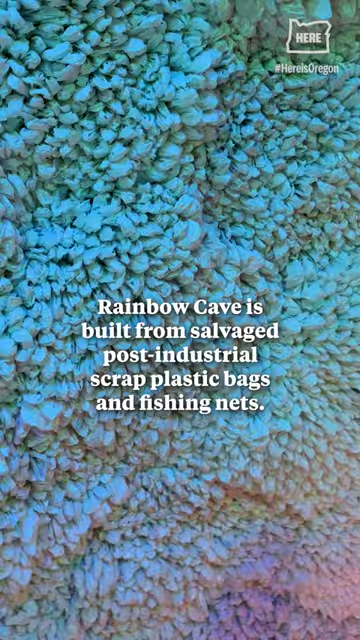 HERE
#HereisOregon
Rainbow Cave is
built from salvaged
post-industrial
scrap plastic bags
and fishing nets.